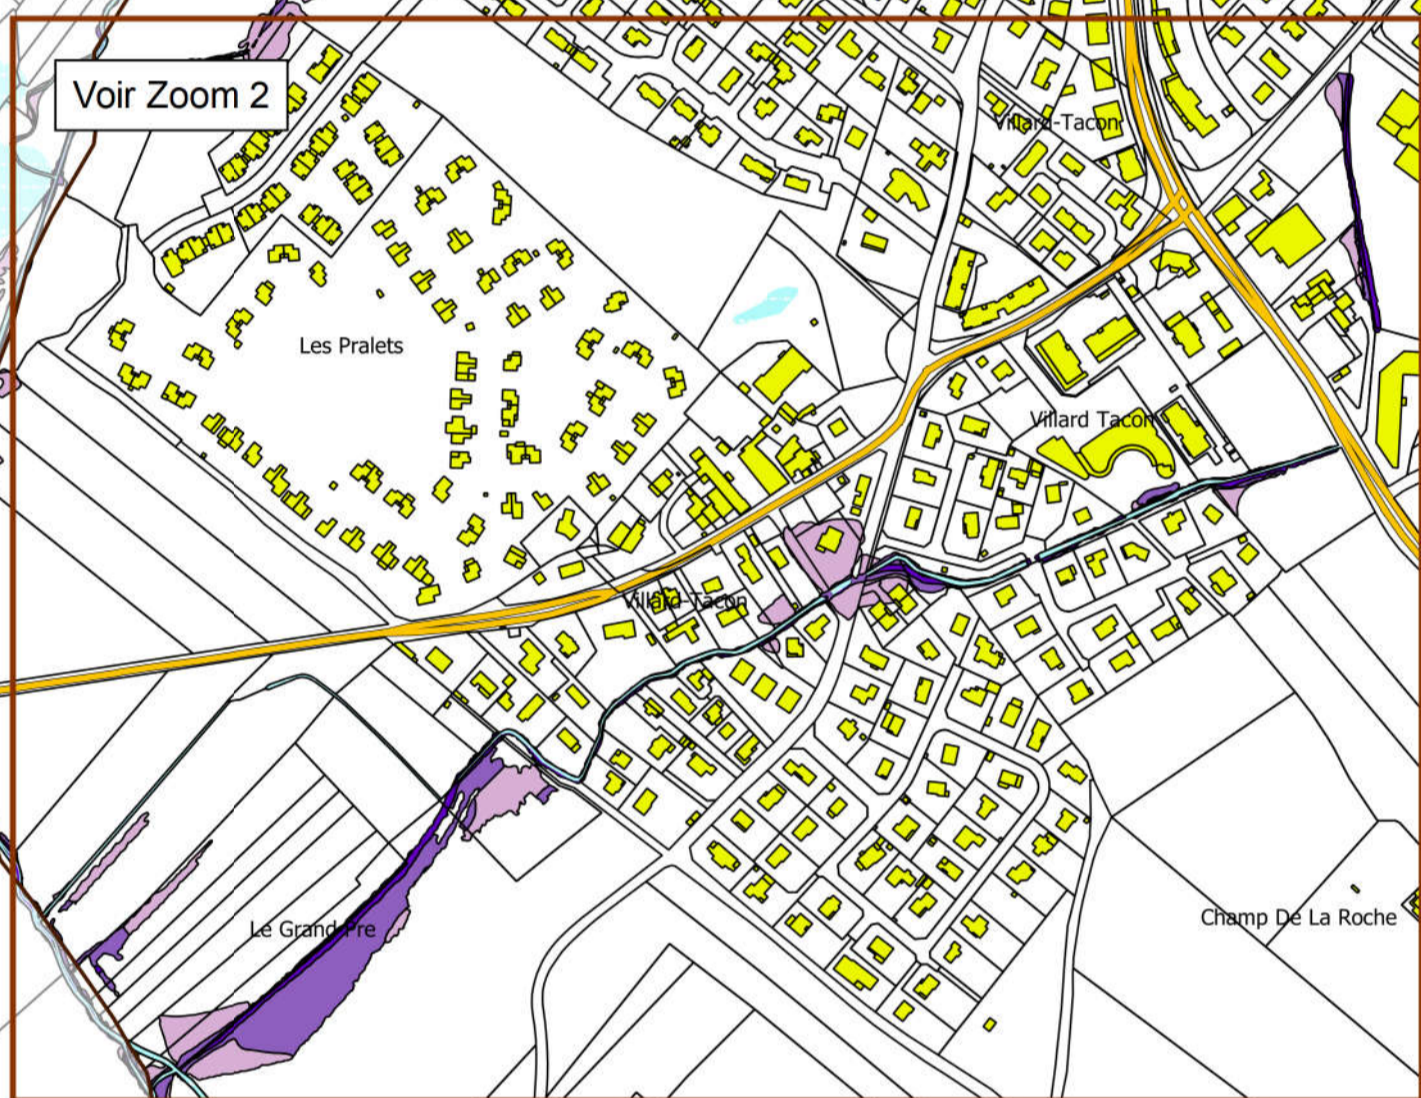 Voir Zoom 2
Villard-Tacon
Les Pralets
Villard Tacon
Villard-Tacon
Champ De La Roche
Le Grand Pre